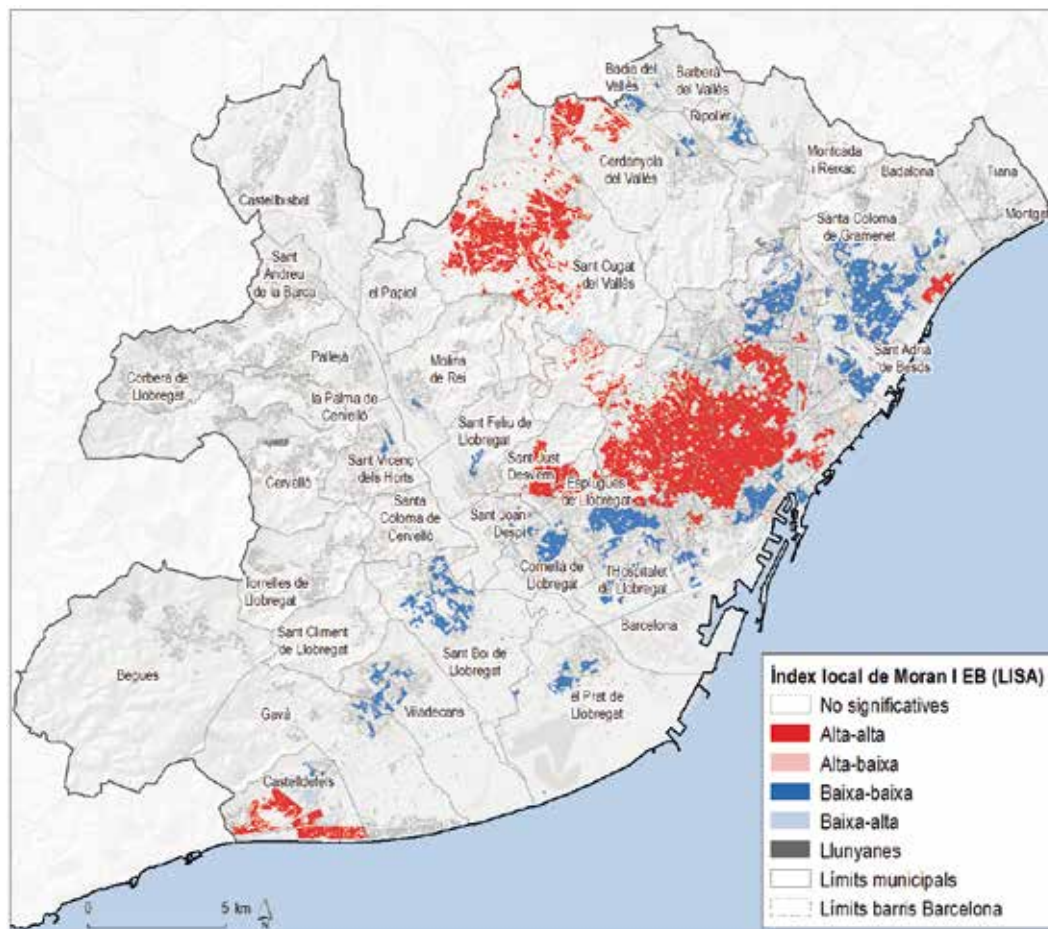 Badia del
Vallès
Barberà
del Vallès
Ripollet
Montcada
i Reixac
Badalona
Tiana
Montgat
Cerdanyola
del Vallès
Castellbisbal
Santa Coloma
de Gramenet
Sant
Andreu
de la Barca
el Papiol
Sant Cugat
del Vallès
Pallejà
Molins
de Rei
Sant Adrià
de Besòs
Corbera de
Llobregat
la Palma de
Cervelló
Sant Feliu de
Llobregat
Sant Just
Desvern
Cervelló
Sant Vicenç
dels Horts
Esplugues
de Llobregat
Santa
Coloma de
Cervelló
Sant Joan
Despí
Cornellà de
Llobregat
l'Hospitalet
de Llobregat
Torrelles de
Llobregat
Barcelona
Sant Climent
de Llobregat
Sant Boi de
Llobregat
Begues
Gavà
Viladecans
el Prat de
Llobregat
Castelldefels
Índex local de Moran I EB (LISA)
No significatives
Alta-alta
Alta-baixa
Baixa-baixa
Baixa-alta
Llunyanes
Límits municipals
Límits barris Barcelona
0 5 km
N